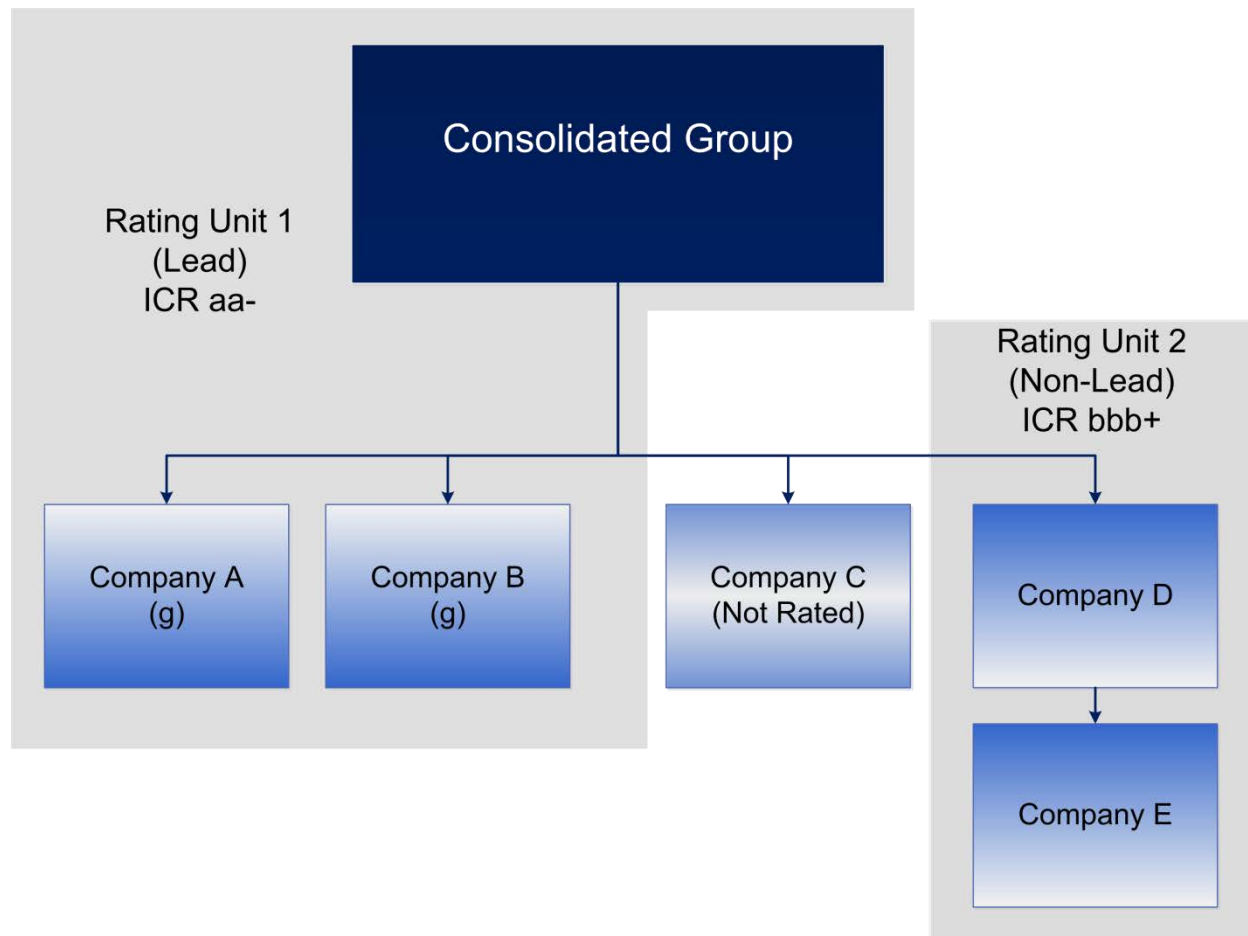 Consolidated Group
Rating Unit 1
(Lead)
ICR aa-
Rating Unit 2
(Non-Lead)
ICR bbb+
Company A
(g)
Company B
(g)
Company C
(Not Rated)
Company D
Company E